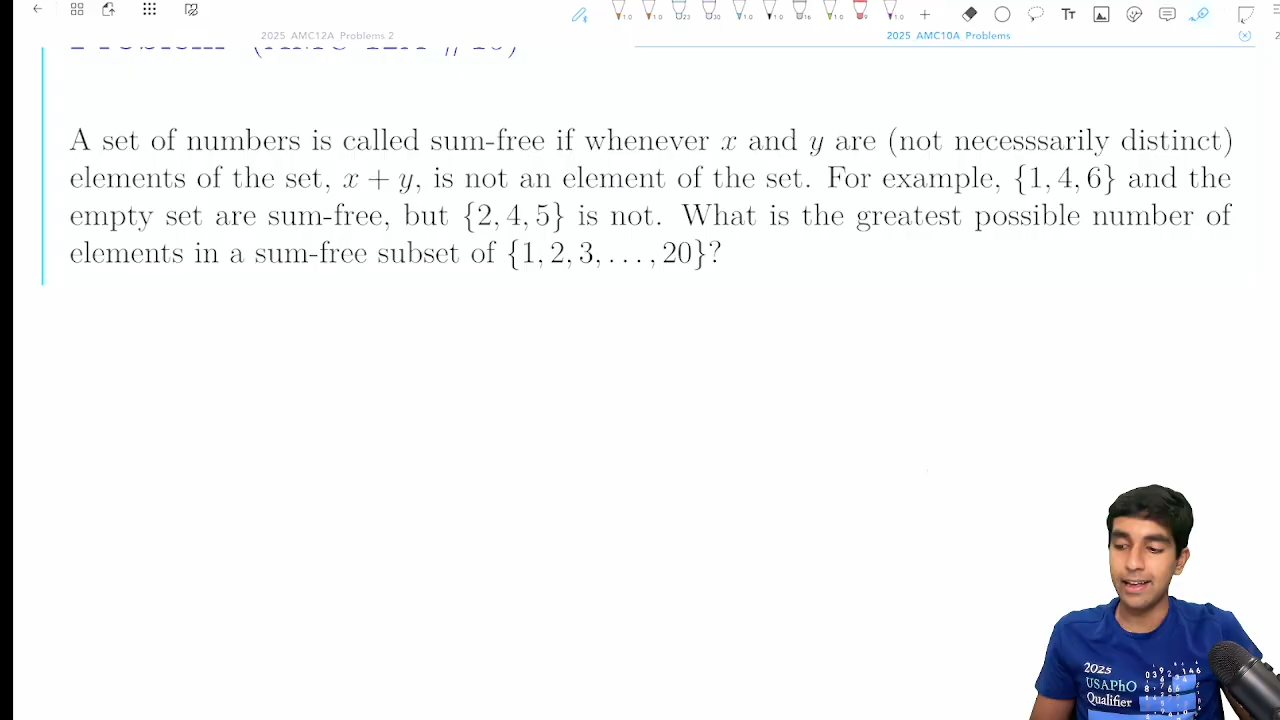 2025 AMC12A Problems 2
2025 AMC10A Problems
A set of numbers is called sum-free if whenever x and y are (not necesssarily distinct)
elements of the set, x + y, is not an element of the set. For example, {1, 4, 6} and the
empty set are sum-free, but {2, 4, 5} is not. What is the greatest possible number of
elements in a sum-free subset of {1, 2, 3, . . . , 20}?
2025
USAPhO
Qualifier